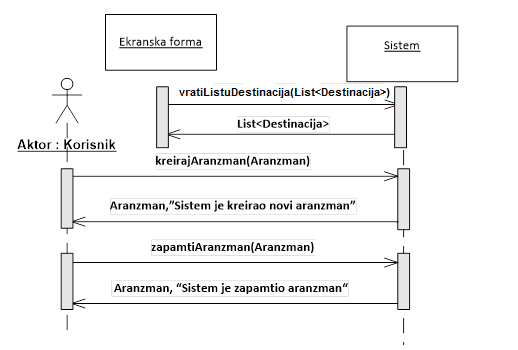 Ekranska forma
Sistem
vratiListuDestinacija(List<Destinacija>)
List<Destinacija>
Aktor : Korisnik
kreirajAranzman(Aranzman)
Aranzman,”Sistem je kreirao novi aranzman”
zapamtiAranzman(Aranzman)
Aranzman, “Sistem je zapamtio aranzman“